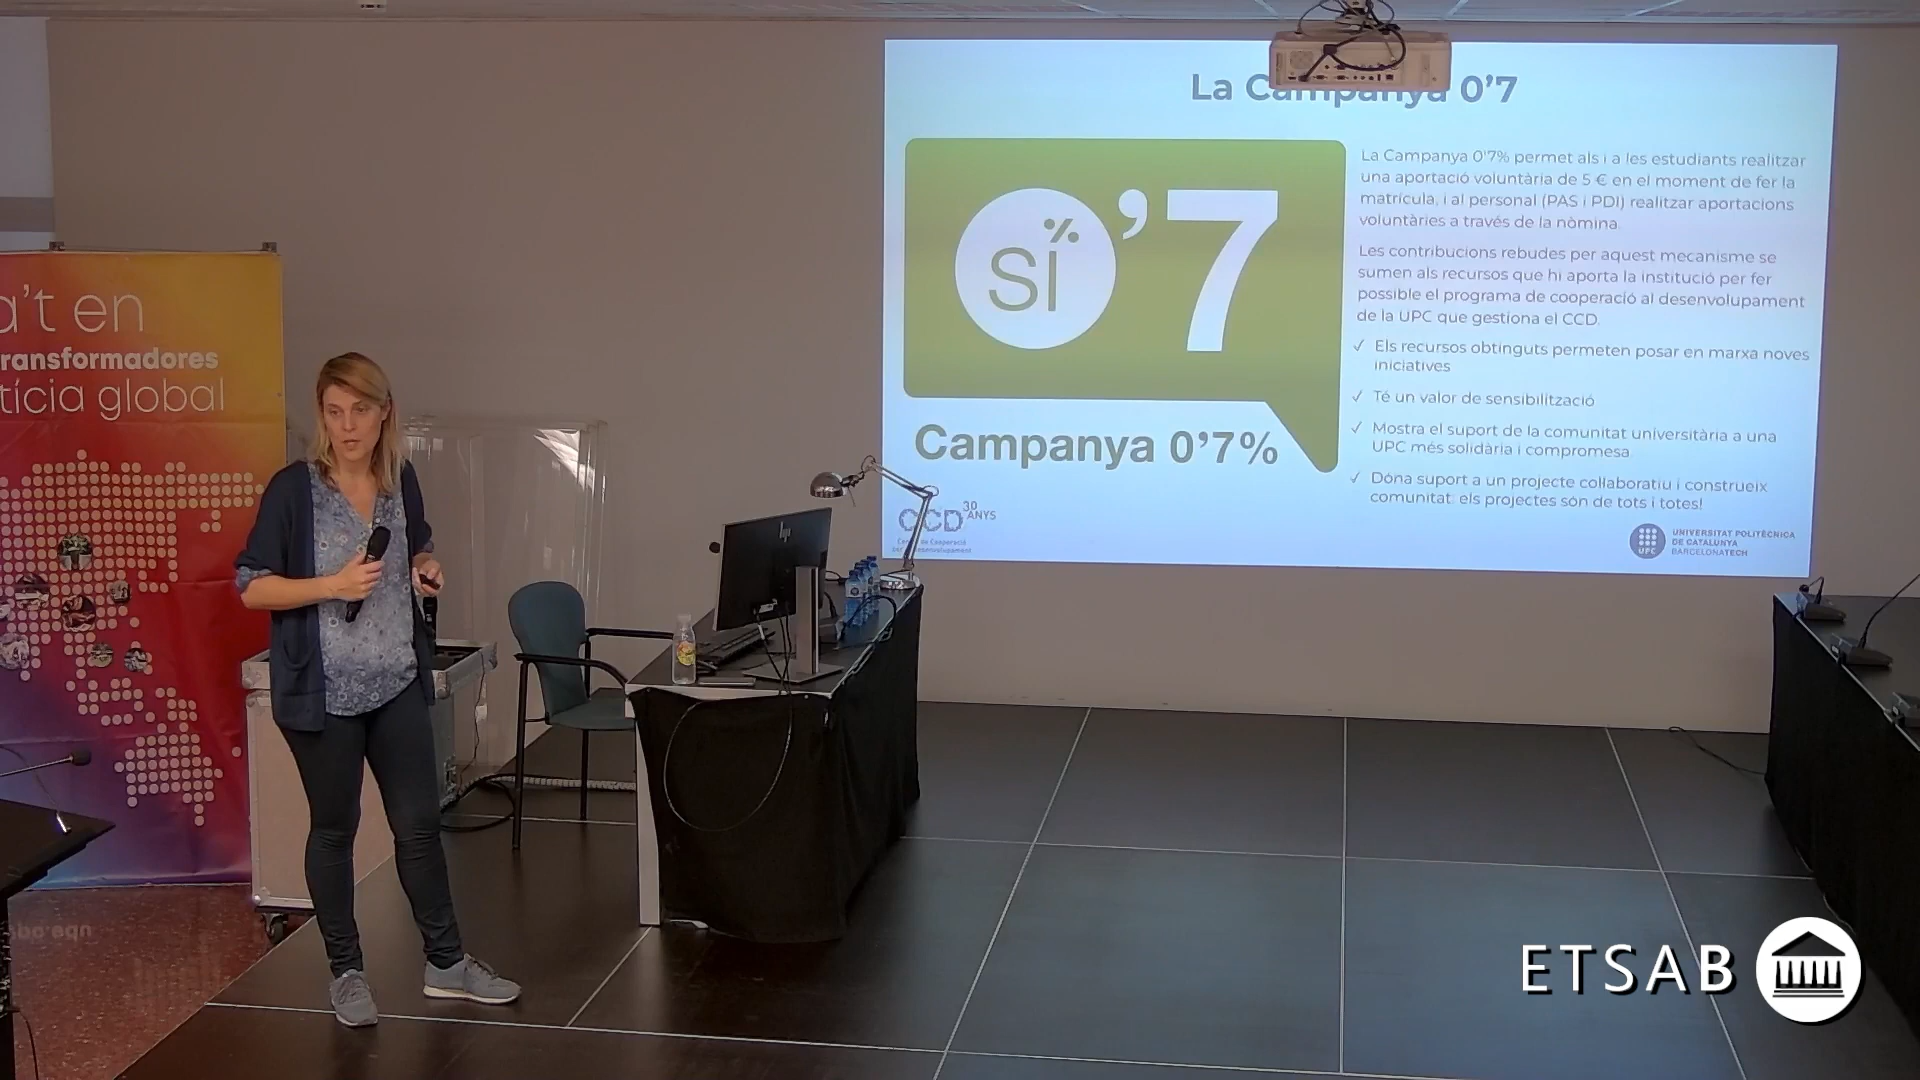 La Campanya 0'7
sí % 0'7
Campanya 0'7%
La Campanya 0'7% permet als i a les estudiants realitzar
una aportació voluntària de 5 € en el moment de fer la
matrícula, i al personal (PAS i PDI) realitzar aportacions
voluntàries a través de la nòmina.
Les contribucions rebudes per aquest mecanisme se
sumen als recursos que hi aporta la institució per fer
possible el programa de cooperació al desenvolupament
de la UPC que gestiona el CCD.
✓ Els recursos obtinguts permeten posar en marxa noves
iniciatives
✓ Té un valor de sensibilització
✓ Mostra el suport de la comunitat universitària a una
UPC més solidària i compromesa.
✓ Dóna suport a un projecte col·laboratiu i construeix
comunitat: els projectes són de tots i totes!
CCD 30 ANYS
UPC
UNIVERSITAT POLITÈCNICA
DE CATALUNYA
BARCELONATECH
a't en
ransformadores
tícia global
hp
ETSAB